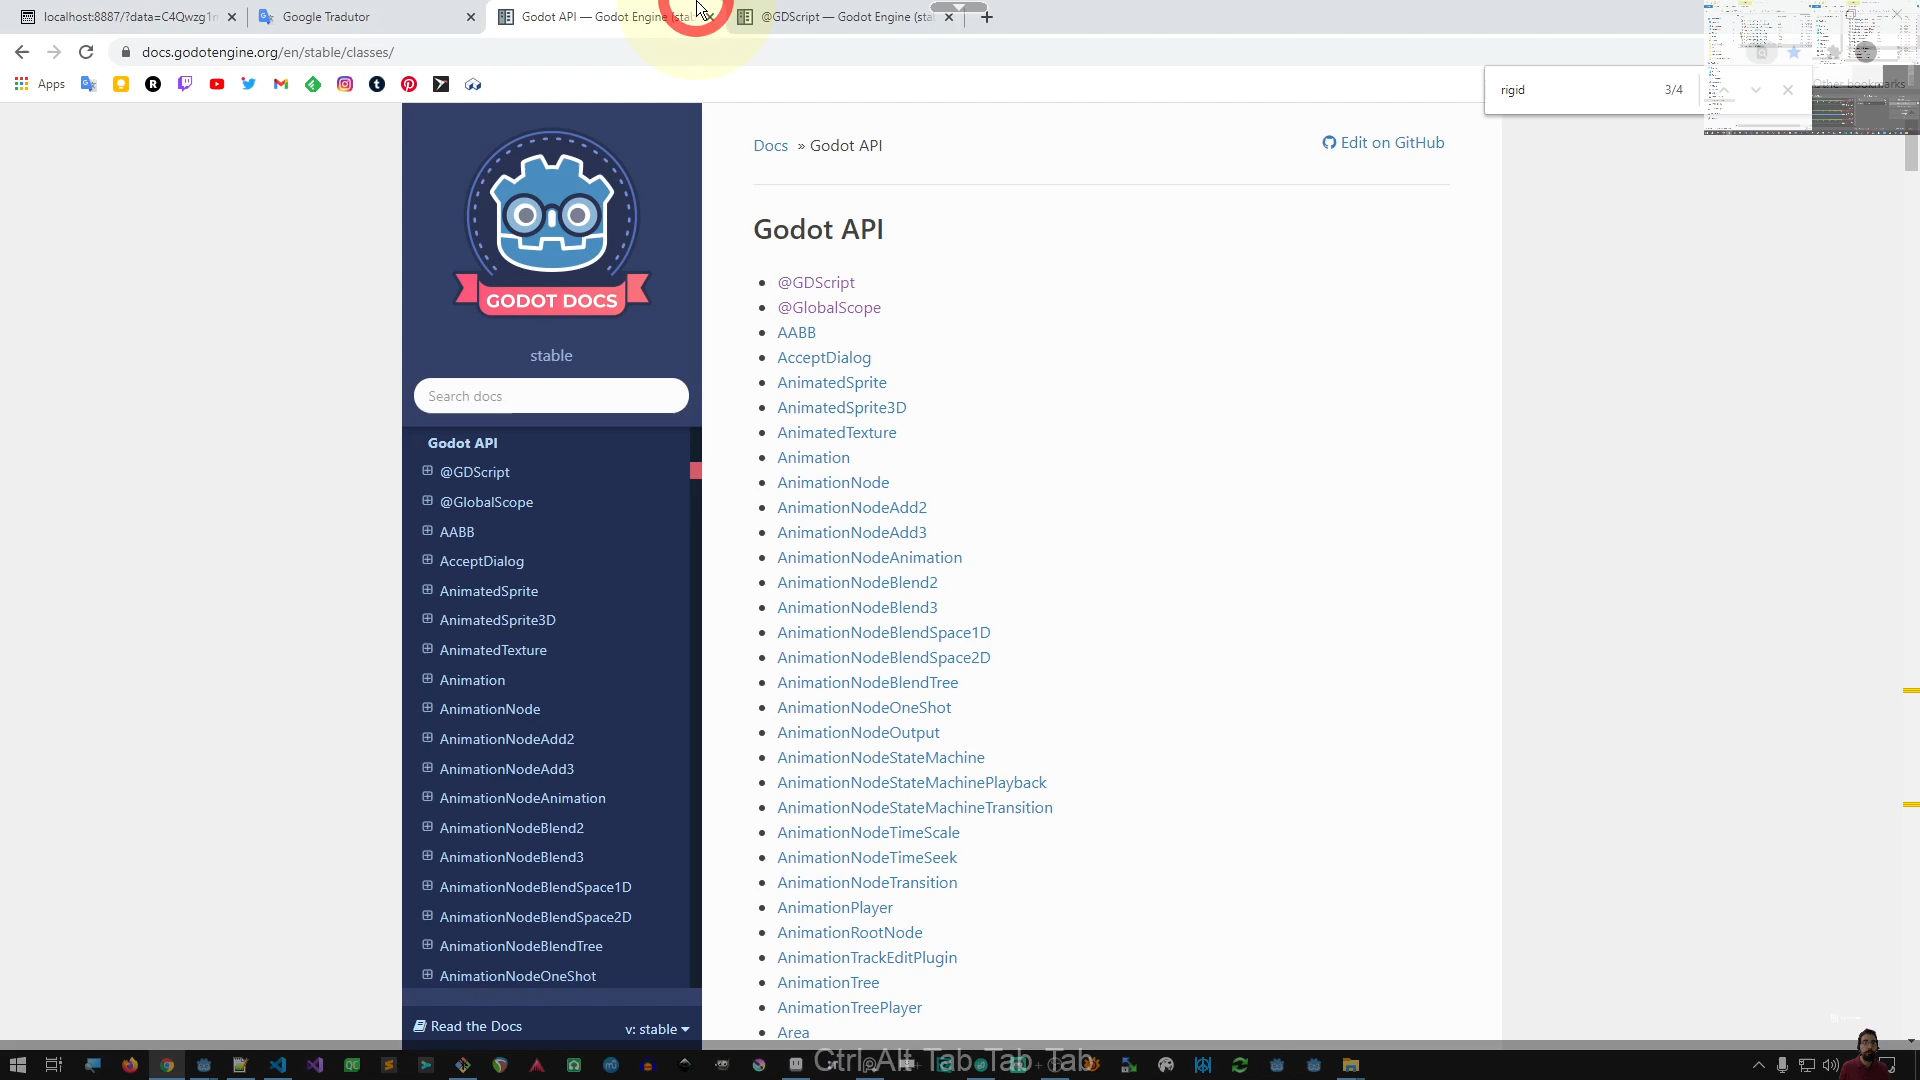 localhost:8887/?data=C4Qwzg1r
Google Tradutor
Godot API — Godot Engine (stab
@GDScript — Godot Engine (stab
docs.godotengine.org/en/stable/classes/
Apps
Other bookmarks
rigid
3/4
GODOT DOCS
stable
Search docs
Godot API
@GDScript
@GlobalScope
AABB
AcceptDialog
AnimatedSprite
AnimatedSprite3D
AnimatedTexture
Animation
AnimationNode
AnimationNodeAdd2
AnimationNodeAdd3
AnimationNodeAnimation
AnimationNodeBlend2
AnimationNodeBlend3
AnimationNodeBlendSpace1D
AnimationNodeBlendSpace2D
AnimationNodeBlendTree
AnimationNodeOneShot
Read the Docs
v: stable
Docs » Godot API
Edit on GitHub
Godot API
@GDScript
@GlobalScope
AABB
AcceptDialog
AnimatedSprite
AnimatedSprite3D
AnimatedTexture
Animation
AnimationNode
AnimationNodeAdd2
AnimationNodeAdd3
AnimationNodeAnimation
AnimationNodeBlend2
AnimationNodeBlend3
AnimationNodeBlendSpace1D
AnimationNodeBlendSpace2D
AnimationNodeBlendTree
AnimationNodeOneShot
AnimationNodeOutput
AnimationNodeStateMachine
AnimationNodeStateMachinePlayback
AnimationNodeStateMachineTransition
AnimationNodeTimeScale
AnimationNodeTimeSeek
AnimationNodeTransition
AnimationPlayer
AnimationRootNode
AnimationTrackEditPlugin
AnimationTree
AnimationTreePlayer
Area
Ctrl Alt Tab Tab Tab